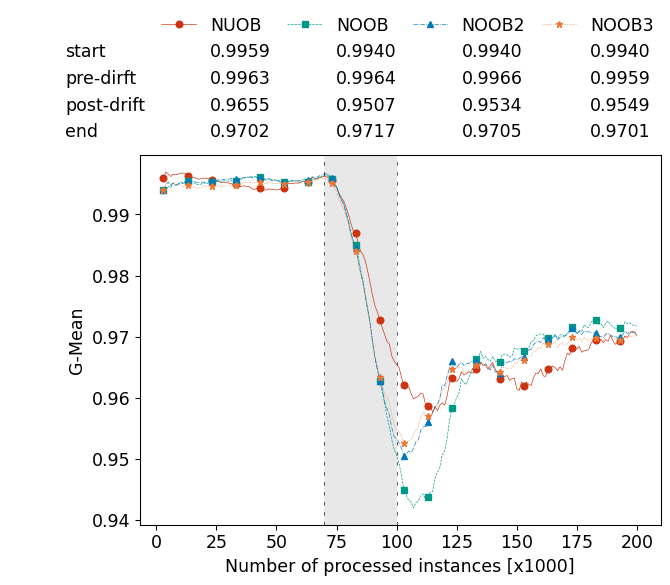 NUOB NOOB NOOB2 NOOB3
start 0.9959 0.9940 0.9940 0.9940
pre-dirft 0.9963 0.9964 0.9966 0.9959
post-drift 0.9655 0.9507 0.9534 0.9549
end 0.9702 0.9717 0.9705 0.9701
0.99
0.98
0.97
0.96
0.95
0.94
G-Mean
0 25 50 75 100 125 150 175 200
Number of processed instances [x1000]